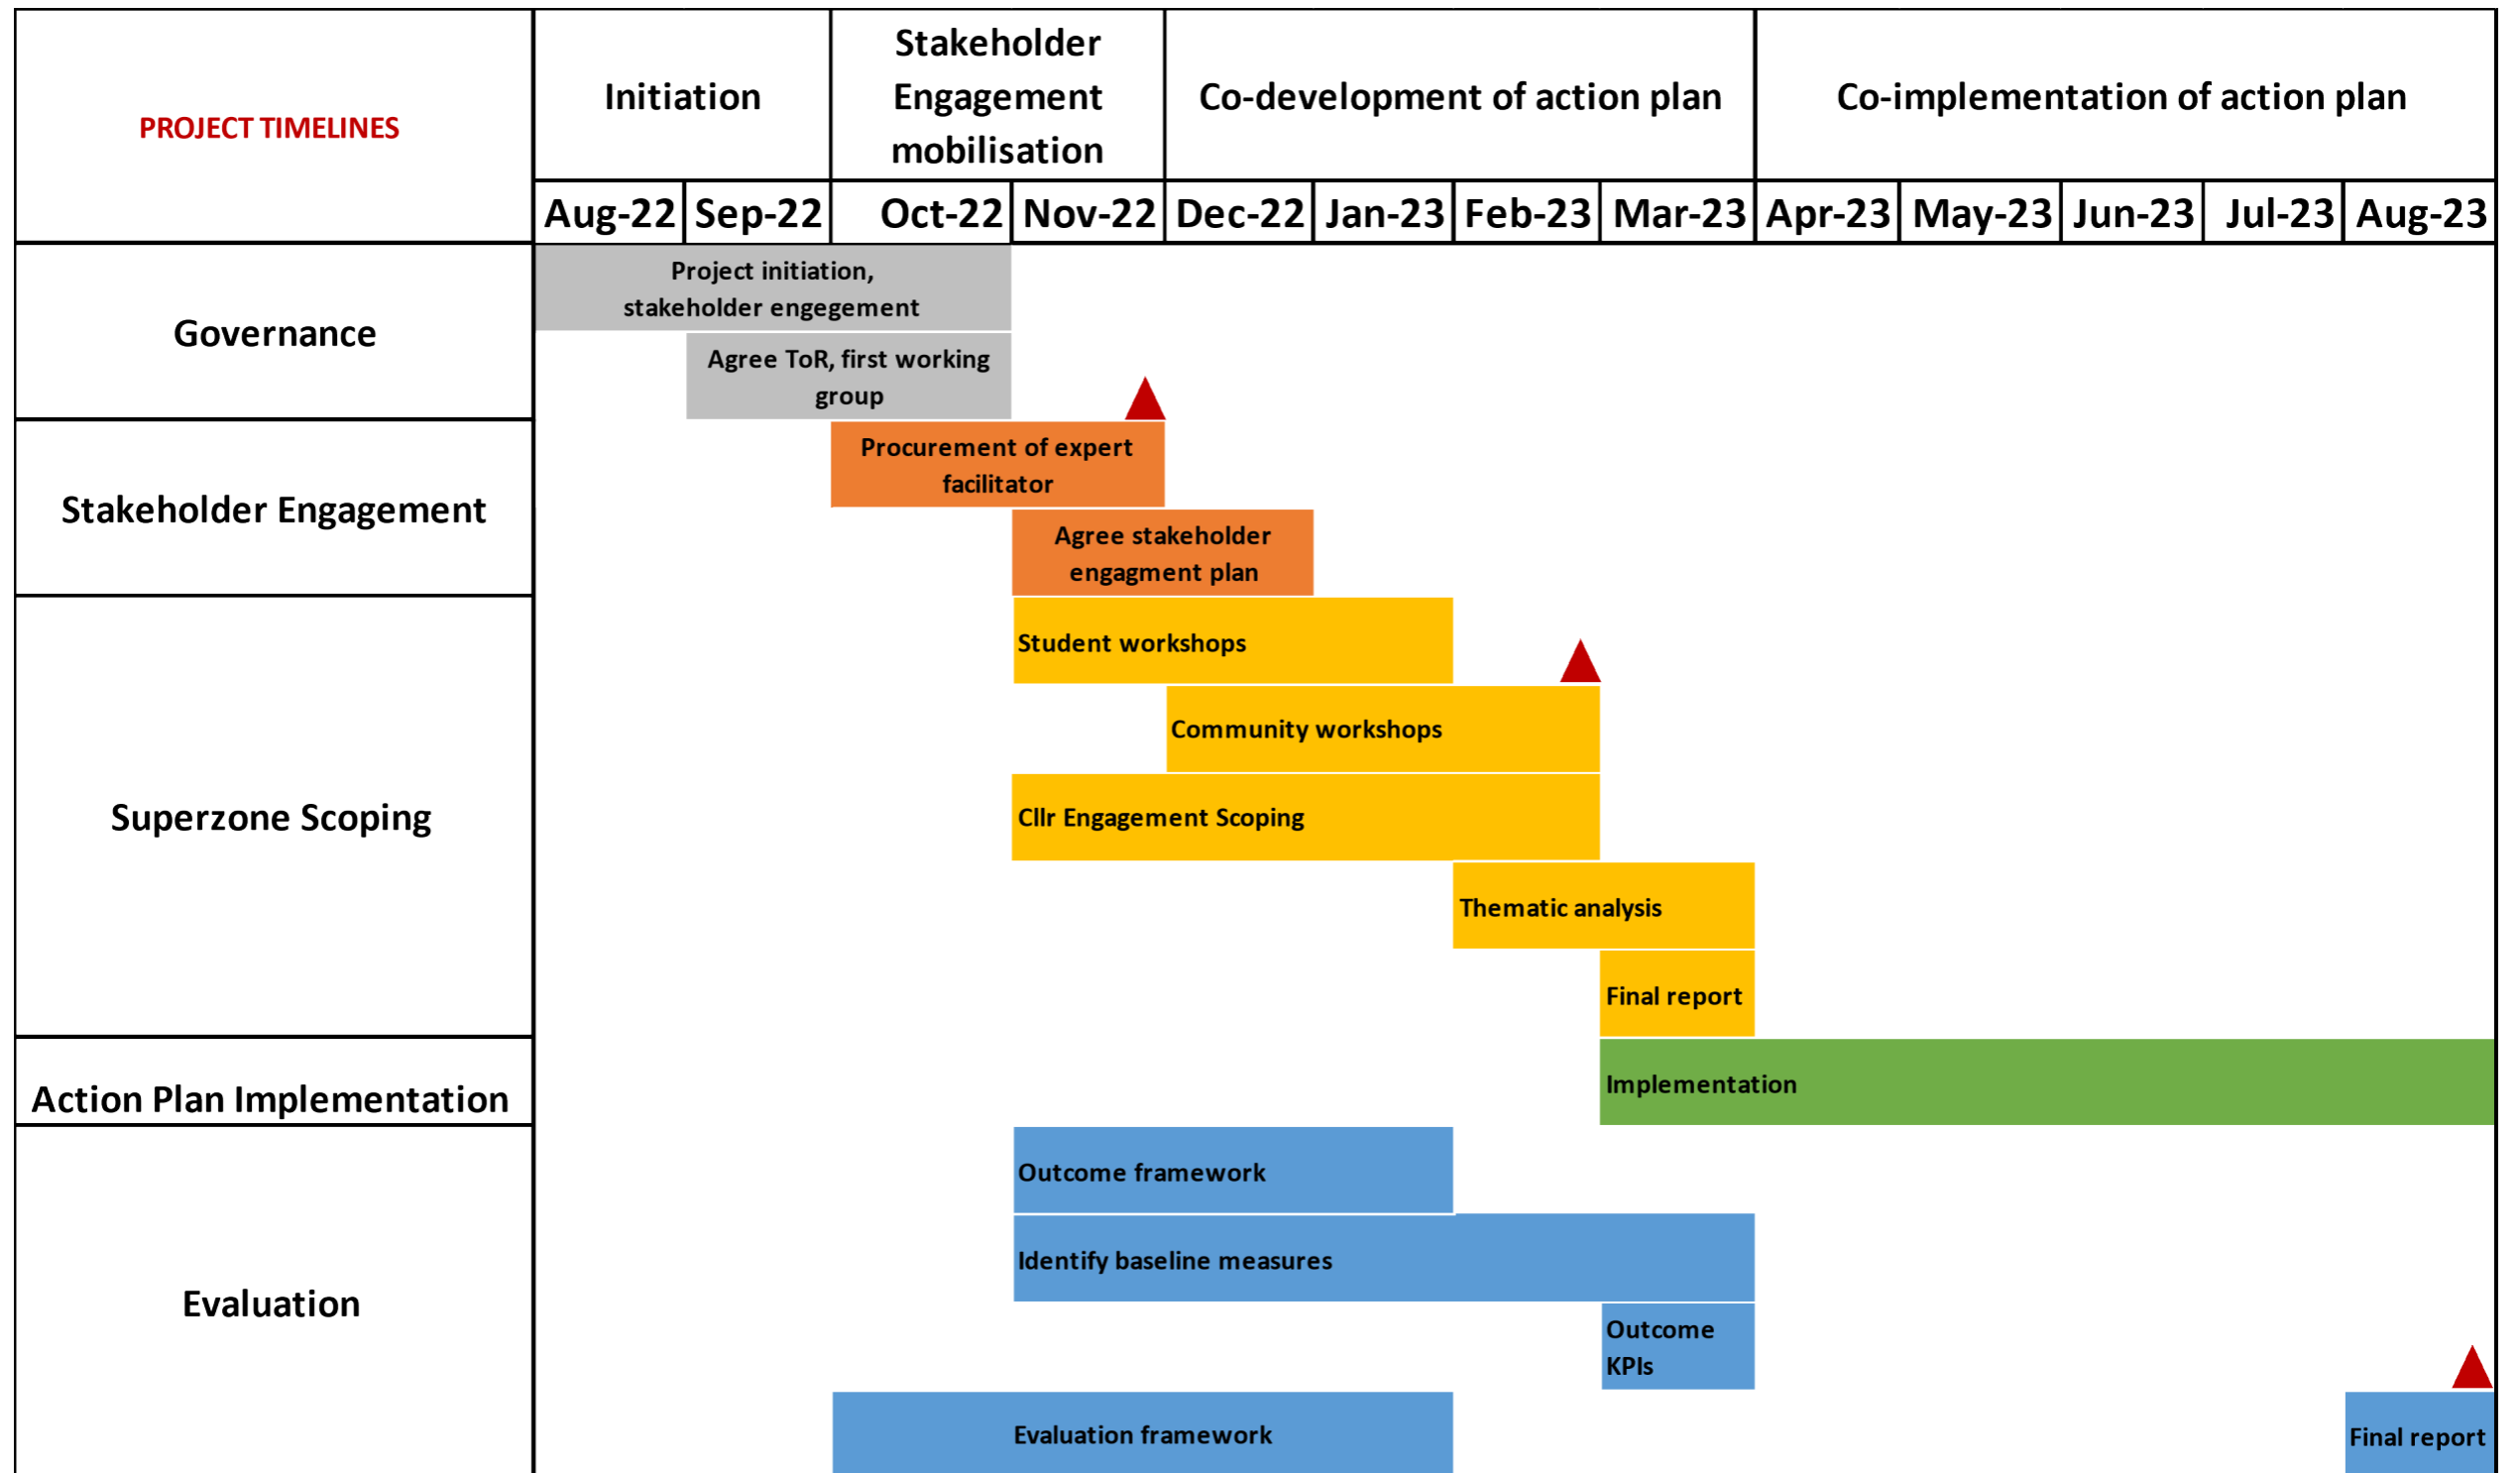 PROJECT TIMELINES
Initiation
Stakeholder
Engagement
mobilisation
Co-development of action plan
Co-implementation of action plan
Aug-22 Sep-22 Oct-22 Nov-22 Dec-22 Jan-23 Feb-23 Mar-23 Apr-23 May-23 Jun-23 Jul-23 Aug-23
Governance
Project initiation,
stakeholder engegement
Agree ToR, first working
group
Stakeholder Engagement
Procurement of expert
facilitator
Agree stakeholder
engagment plan
Superzone Scoping
Student workshops
Community workshops
Cllr Engagement Scoping
Thematic analysis
Final report
Action Plan Implementation
Implementation
Evaluation
Outcome framework
Identify baseline measures
Outcome
KPIs
Evaluation framework
Final report